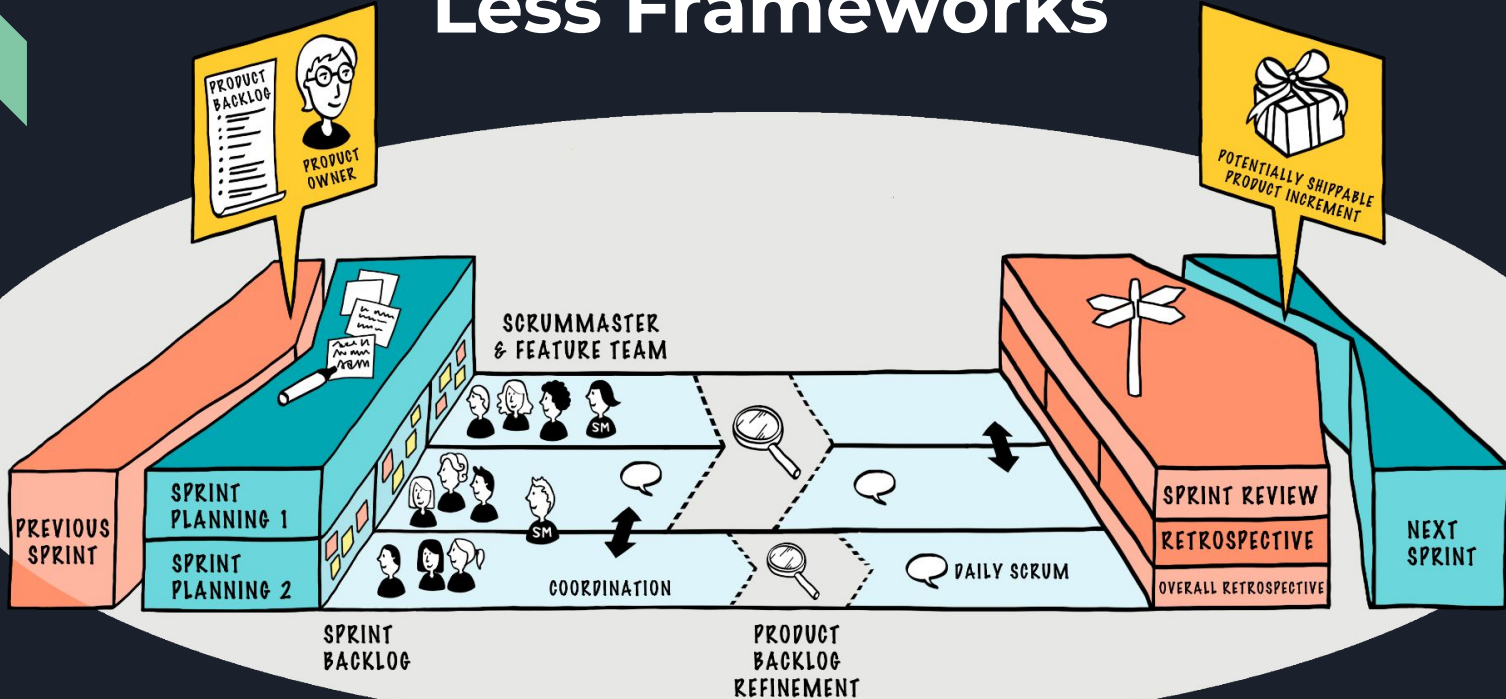 Less Frameworks
PRODUCT
BACKLOG
PRODUCT
OWNER
POTENTIALLY SHIPPABLE
PRODUCT INCREMENT
SCRUMMASTER
& FEATURE TEAM
SM
SM
PREVIOUS
SPRINT
SPRINT
PLANNING 1
SPRINT
PLANNING 2
COORDINATION
DAILY SCRUM
SPRINT REVIEW
RETROSPECTIVE
OVERALL RETROSPECTIVE
NEXT
SPRINT
SPRINT
BACKLOG
PRODUCT
BACKLOG
REFINEMENT